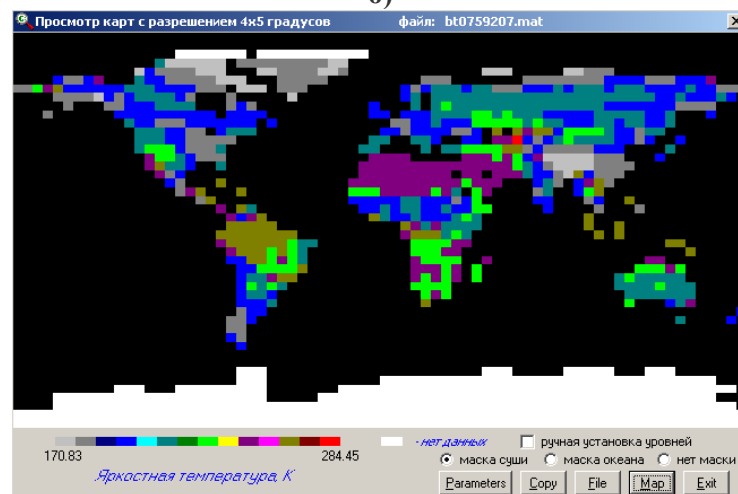 б)
Просмотр карт с разрешением 4x5 градусов файл: bt0759207.mat
170.83 284.45
Яркостная температура, К
- нет данных
ручная установка уровней
маска суши маска океана нет маски
Parameters Copy File Map Exit